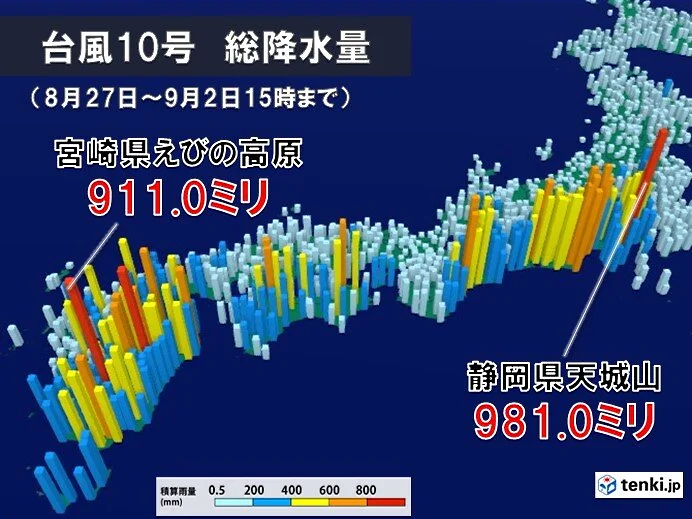 台風10号 総降水量
(8月27日～9月2日15時まで)
宮崎県えびの高原
911.0ミリ
静岡県天城山
981.0ミリ
積算雨量
(mm)
0.5 200 400 600 800
tenki.jp